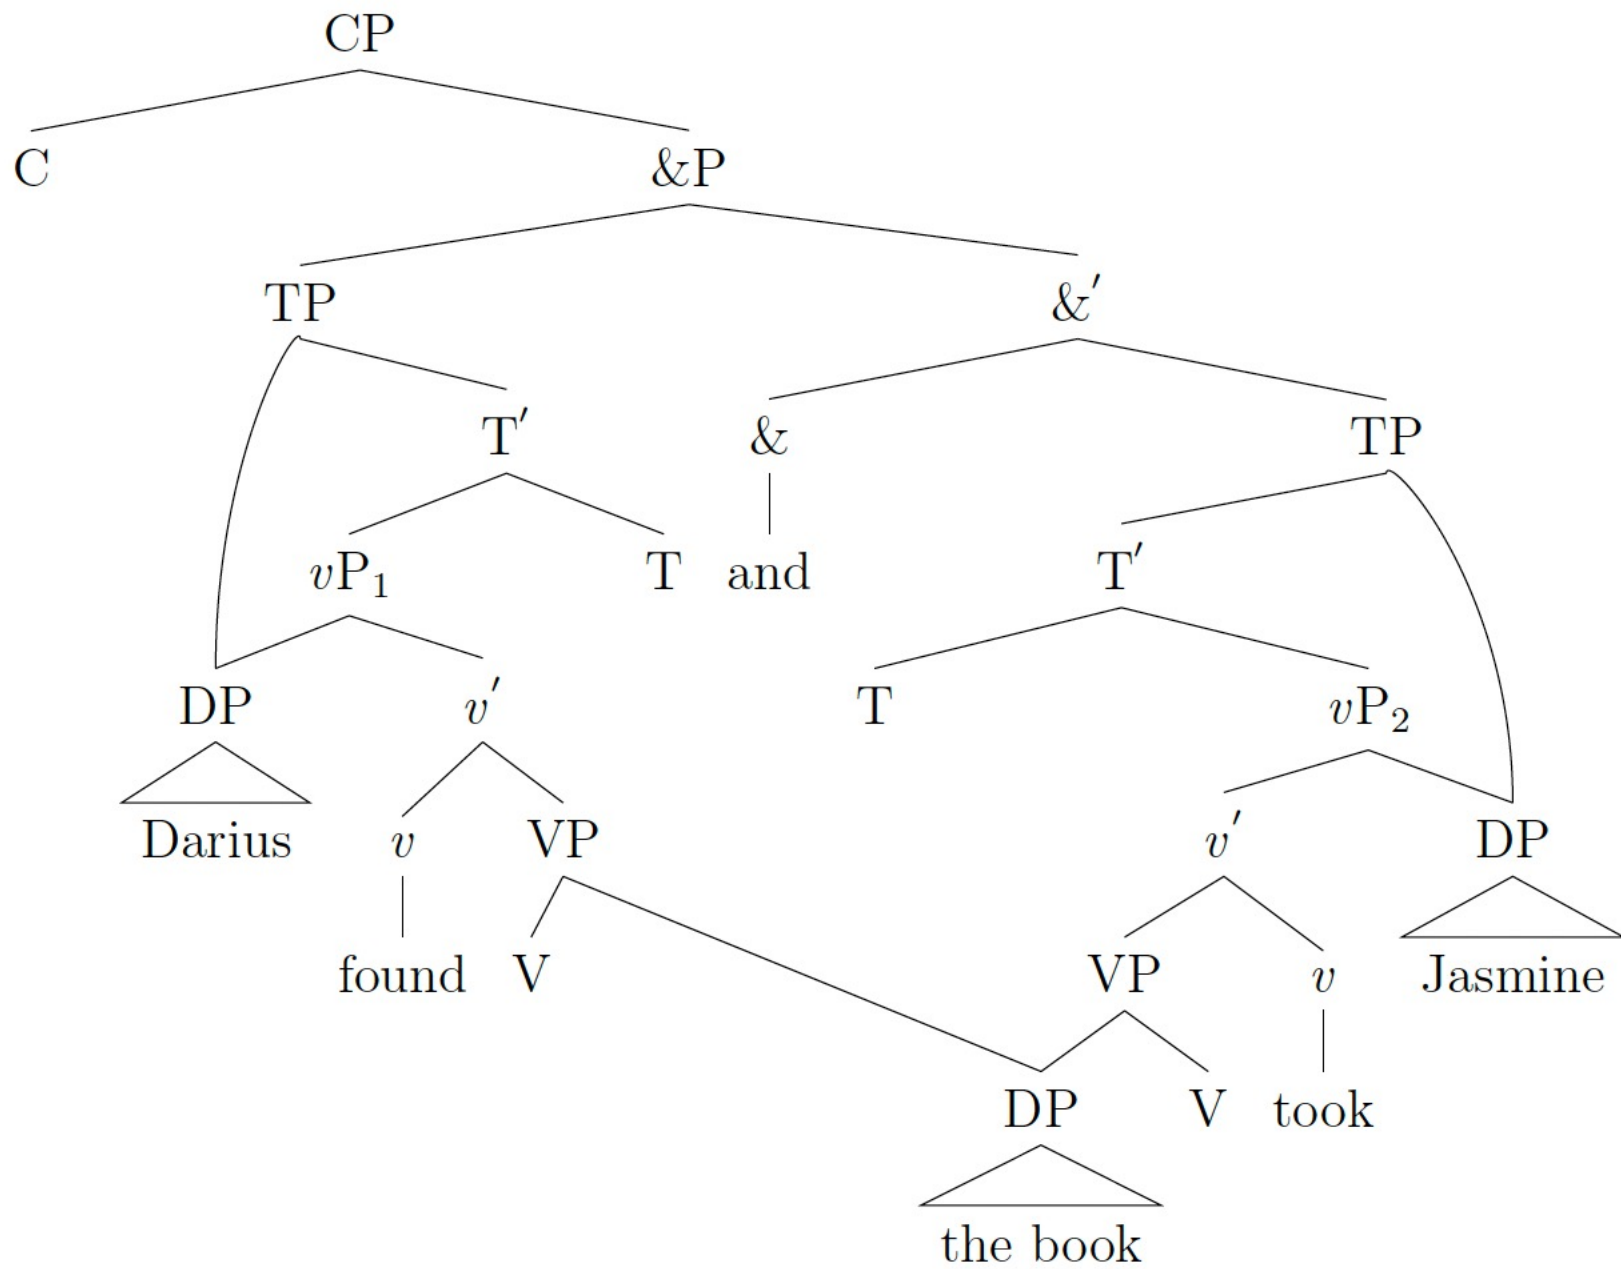 CP
C
&P
TP &′
T′ & TP
vP₁ T and T′
DP v′ T vP₂
Darius v VP v′ DP
found V VP v Jasmine
DP V took
the book